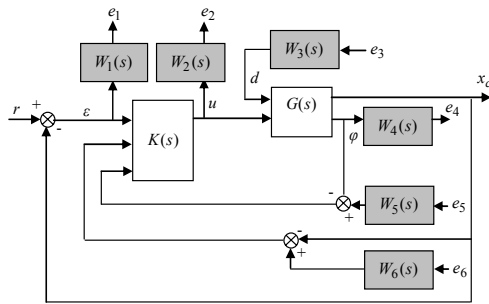 e1
e2
W1(s)
W2(s)
W3(s)
e3
d
xc
r
+
-
ε
u
G(s)
e4
K(s)
φ
W4(s)
-
+
W5(s)
e5
-
+
W6(s)
e6